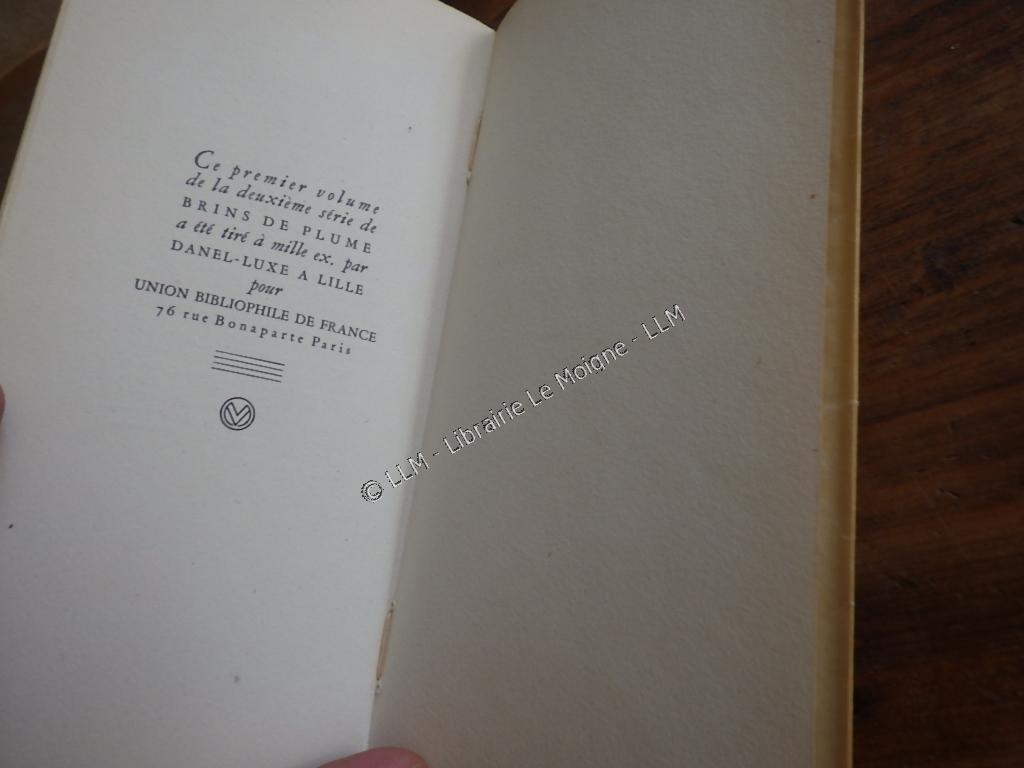 Ce premier volume
de la deuxième série de
BRINS DE PLUME
a été tiré à mille ex. par
DANEL-LUXE A LILLE
pour
UNION BIBLIOPHILE DE FRANCE
76 rue Bonaparte Paris
© LLM - Librairie Le Moigne - LLM